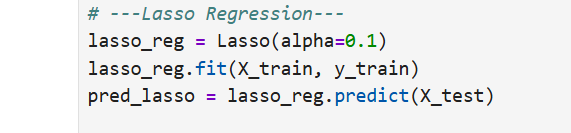 # ---Lasso Regression---
lasso_reg = Lasso(alpha=0.1)
lasso_reg.fit(X_train, y_train)
pred_lasso = lasso_reg.predict(X_test)